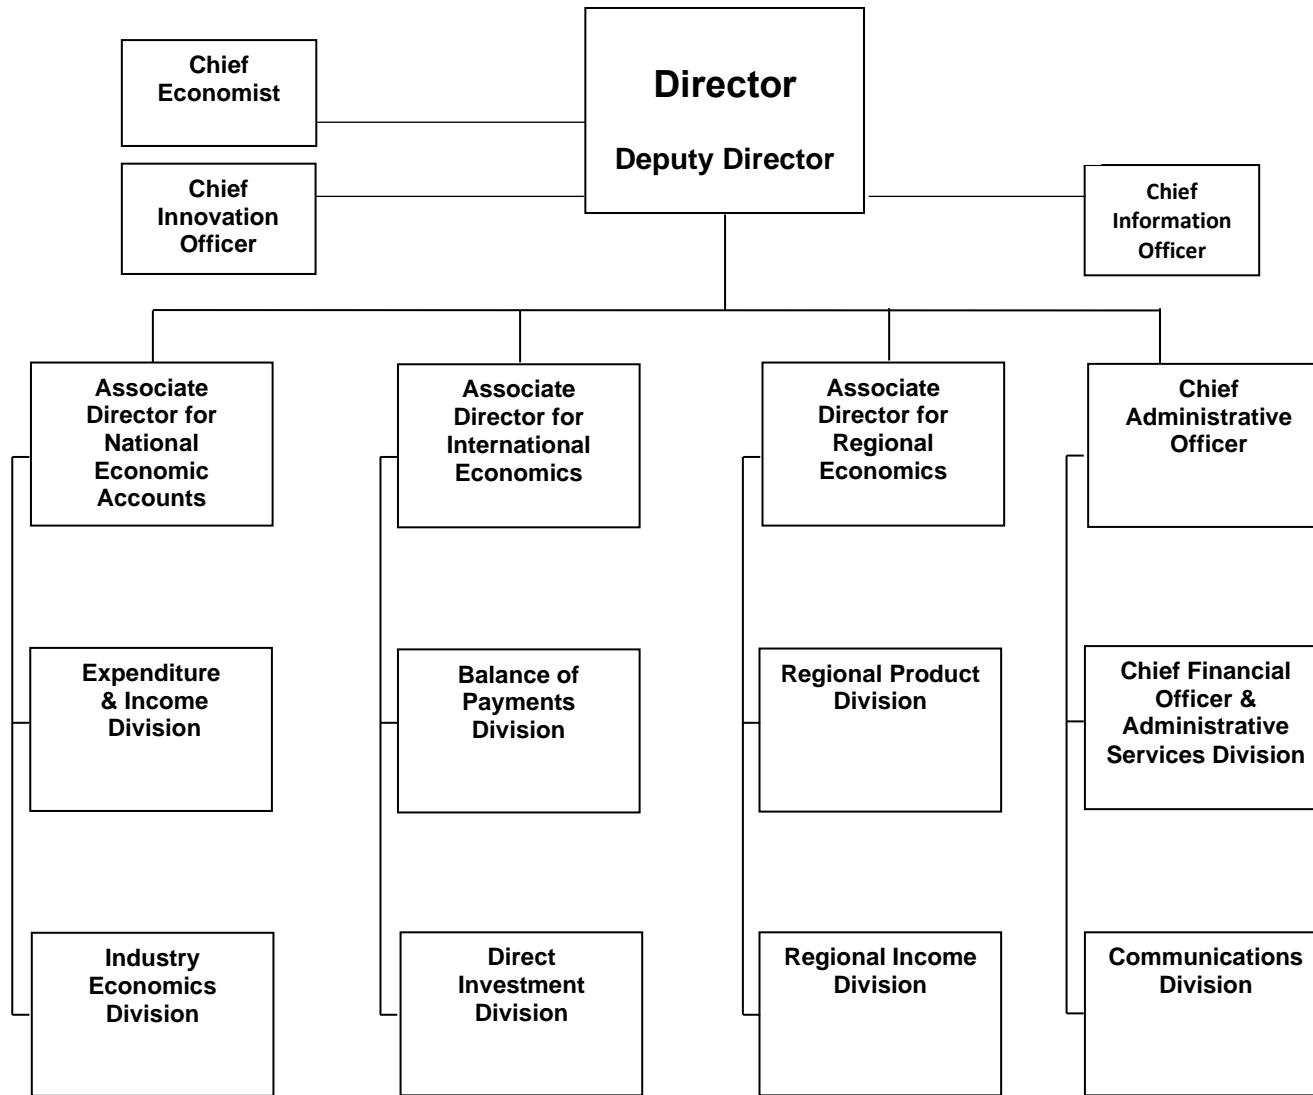 Chief
Economist
Director
Deputy Director
Chief
Innovation
Officer
Chief
Information
Officer
Associate
Director for
National
Economic
Accounts
Associate
Director for
International
Economics
Associate
Director for
Regional
Economics
Chief
Administrative
Officer
Expenditure
& Income
Division
Balance of
Payments
Division
Regional Product
Division
Chief Financial
Officer &
Administrative
Services Division
Industry
Economics
Division
Direct
Investment
Division
Regional Income
Division
Communications
Division